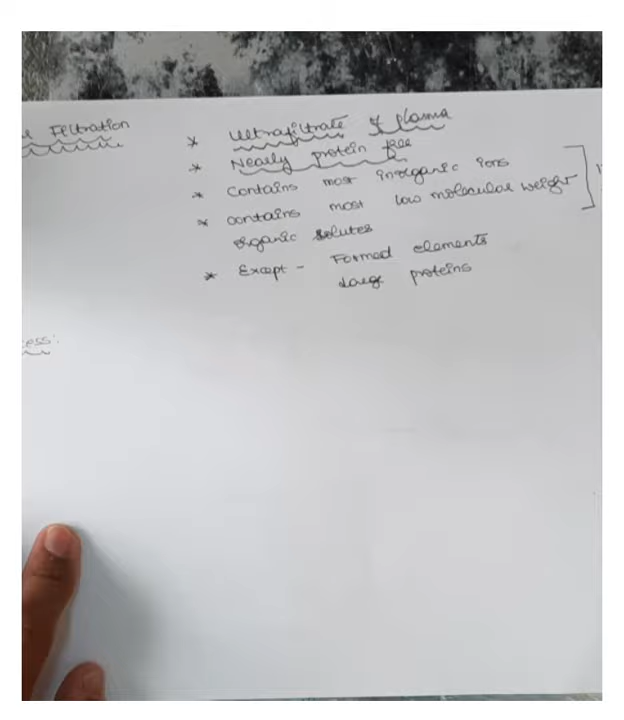 Filtration
* Ultrafiltrate of plasma
* Nearly protein free
* Contains most inorganic ions
* contains most low molecular weight
organic solutes
* Except - Formed elements
Large proteins
ess: